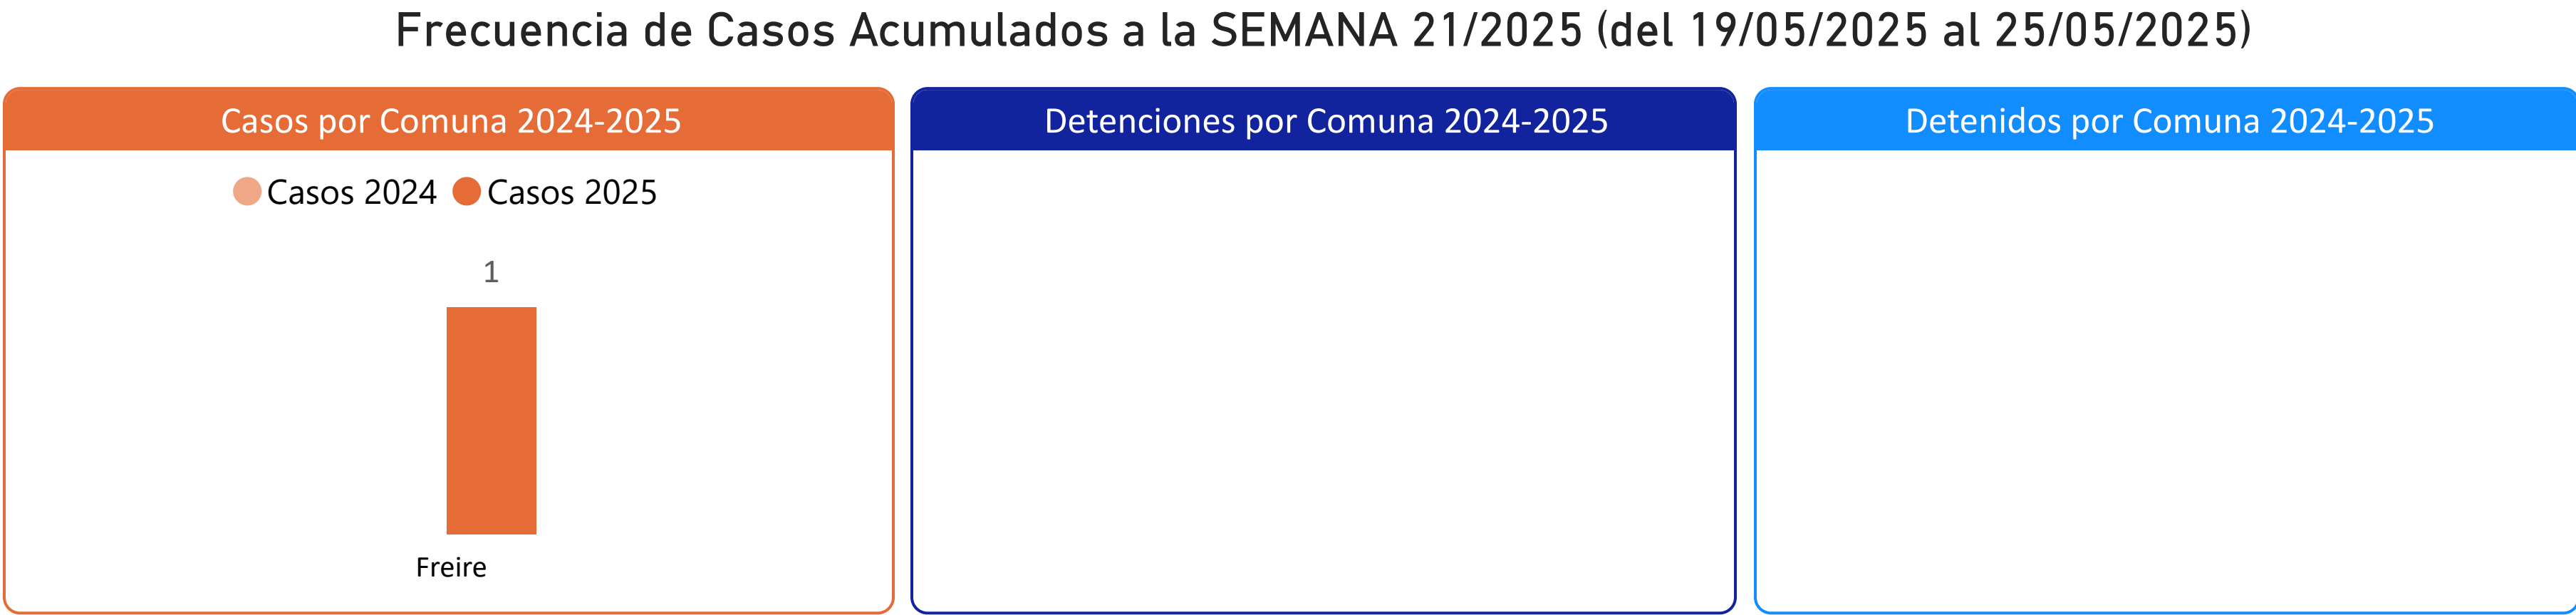 Frecuencia de Casos Acumulados a la SEMANA 21/2025 (del 19/05/2025 al 25/05/2025)
Casos por Comuna 2024-2025
Casos 2024 Casos 2025
1
Freire
Detenciones por Comuna 2024-2025
Detenidos por Comuna 2024-2025